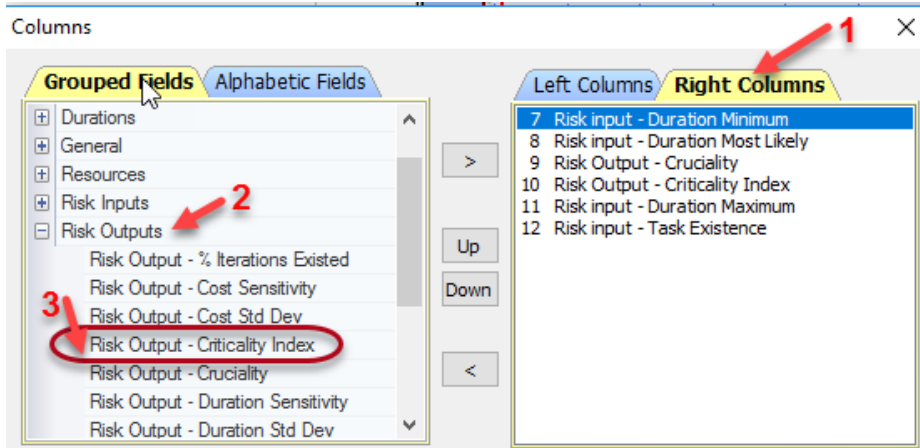 Columns
1
Grouped Fields
Alphabetic Fields
Durations
General
Resources
Risk Inputs
2
Risk Outputs
Risk Output - % Iterations Existed
Risk Output - Cost Sensitivity
Risk Output - Cost Std Dev
3
Risk Output - Criticality Index
Risk Output - Cruciality
Risk Output - Duration Sensitivity
Risk Output - Duration Std Dev
>
Up
Down
<
Left Columns
Right Columns
7 Risk input - Duration Minimum
8 Risk input - Duration Most Likely
9 Risk Output - Cruciality
10 Risk Output - Criticality Index
11 Risk input - Duration Maximum
12 Risk input - Task Existence